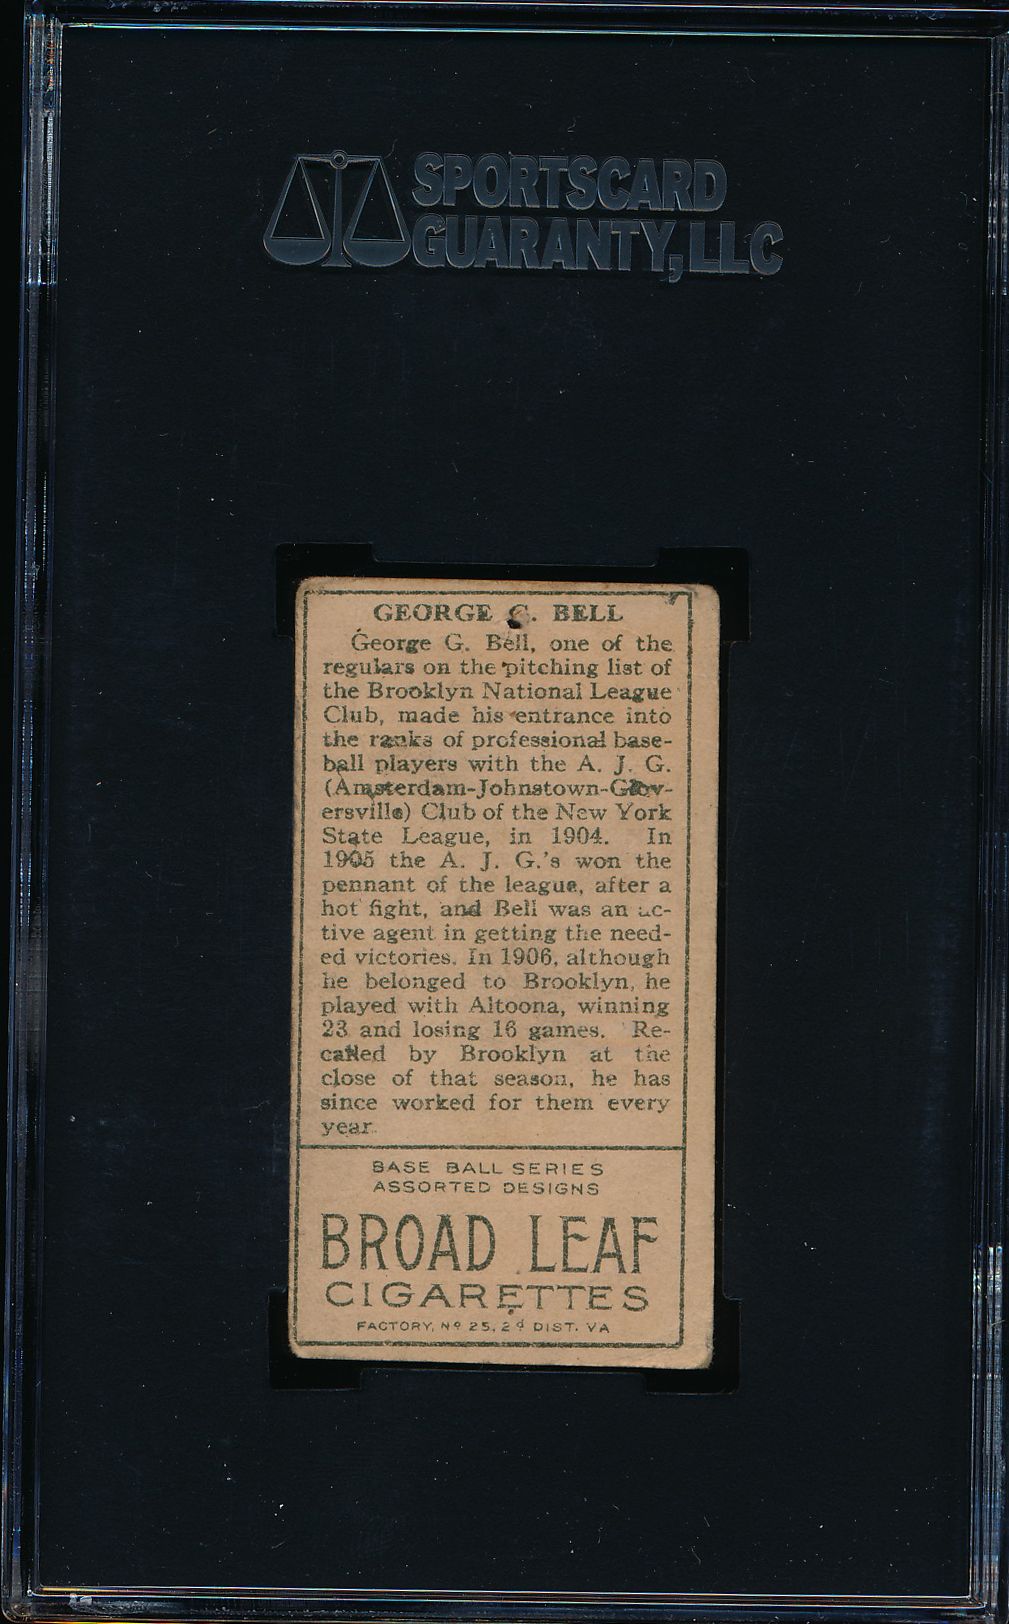 SPORTSCARD
GUARANTY, LLC
GEORGE G. BELL
George G. Bell, one of the
regulars on the pitching list of
the Brooklyn National League
Club, made his entrance into
the ranks of professional base-
ball players with the A. J. G.
(Amsterdam-Johnstown-Glov-
ersville) Club of the New York
State League, in 1904. In
1905 the A. J. G.'s won the
pennant of the league, after a
hot fight, and Bell was an ac-
tive agent in getting the need-
ed victories. In 1906, although
he belonged to Brooklyn, he
played with Altoona, winning
23 and losing 16 games. Re-
called by Brooklyn at the
close of that season, he has
since worked for them every
year.
BASE BALL SERIES
ASSORTED DESIGNS
BROAD LEAF
CIGARETTES
FACTORY, Nº 25, 2d DIST. VA